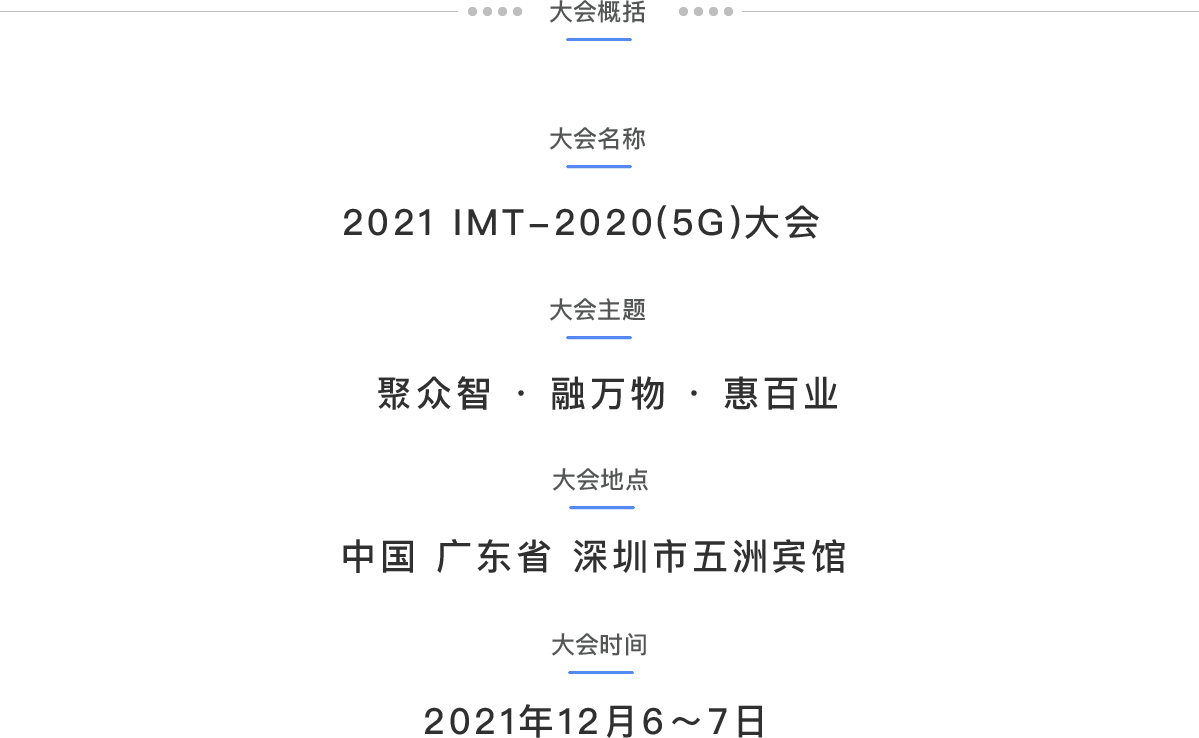 大会概括
大会名称
2021 IMT-2020(5G)大会
大会主题
聚众智 · 融万物 · 惠百业
大会地点
中国 广东省 深圳市五洲宾馆
大会时间
2021年12月6～7日